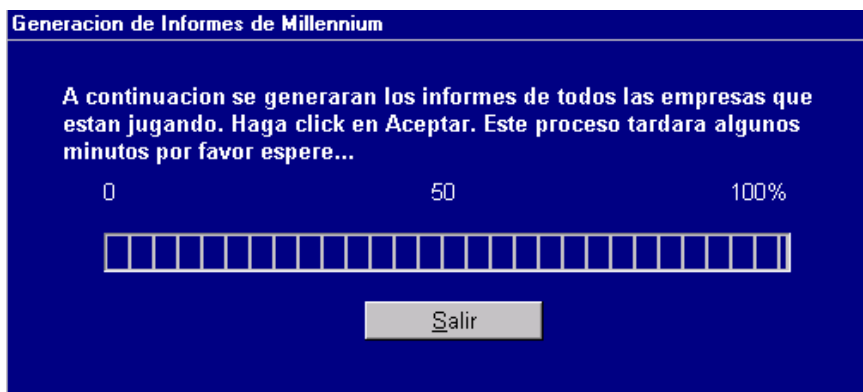 Generacion de Informes de Millennium
A continuacion se generaran los informes de todos las empresas que
estan jugando. Haga click en Aceptar. Este proceso tardara algunos
minutos por favor espere...
0 50 100%
Salir